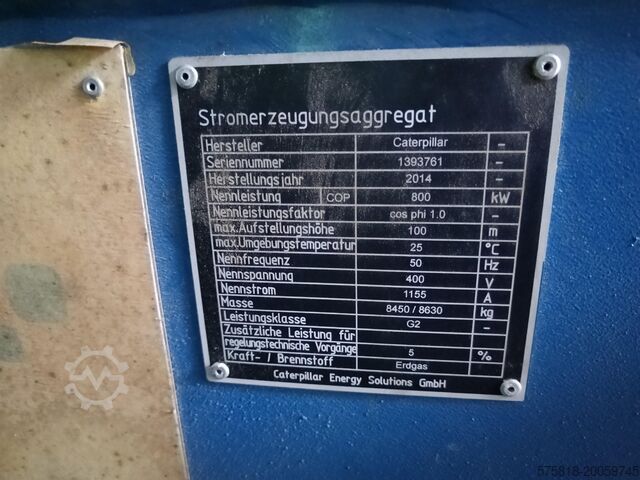 Stromerzeugungsaggregat
Hersteller Caterpillar -
Seriennummer 1393761 -
Herstellungsjahr 2014 -
Nennleistung COP 800 kW
Nennleistungsfaktor cos phi 1.0 -
max.Aufstellungshöhe 100 m
max.Umgebungstemperatur 25 °C
Nennfrequenz 50 Hz
Nennspannung 400 V
Nennstrom 1155 A
Masse 8450 / 8630 kg
Leistungsklasse G2 -
Zusätzliche Leistung für
regelungstechnische Vorgänge 5 %
Kraft- / Brennstoff Erdgas
Caterpillar Energy Solutions GmbH
575818-20059745